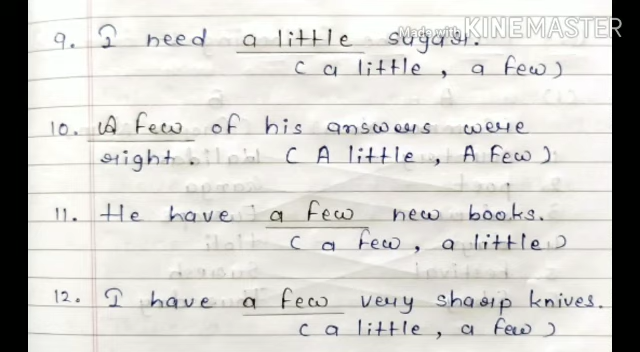 Made with KINEMASTER
9. I need a little sugar.
( a little , a few )
10. A few of his answers were
right . ( A little , A few )
11. He have a few new books.
( a few , a little )
12. I have a few very sharp knives.
( a little , a few )